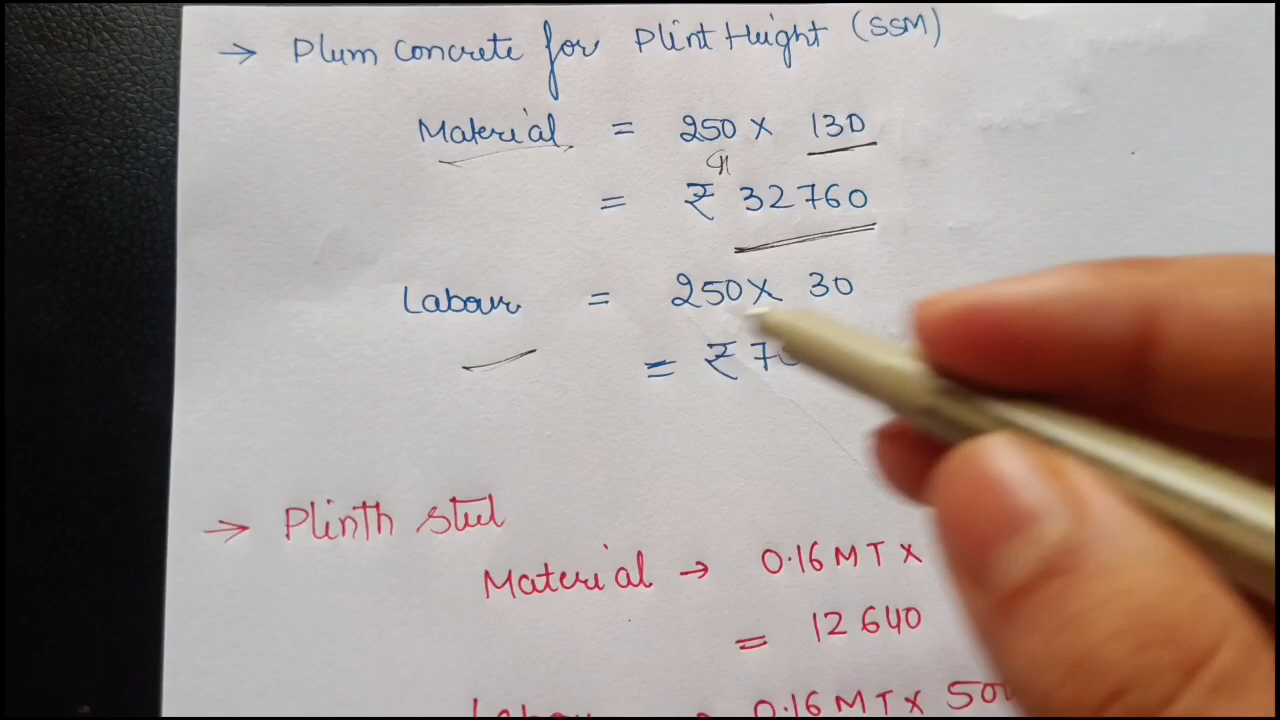 → Plum concrete for Plint Height (SSM)
Material = 250 × 130
= ₹ 32760
Labour = 250 × 30
= ₹
→ Plinth steel
Material → 0.16 MT ×
= 12640
0.16 MT ×